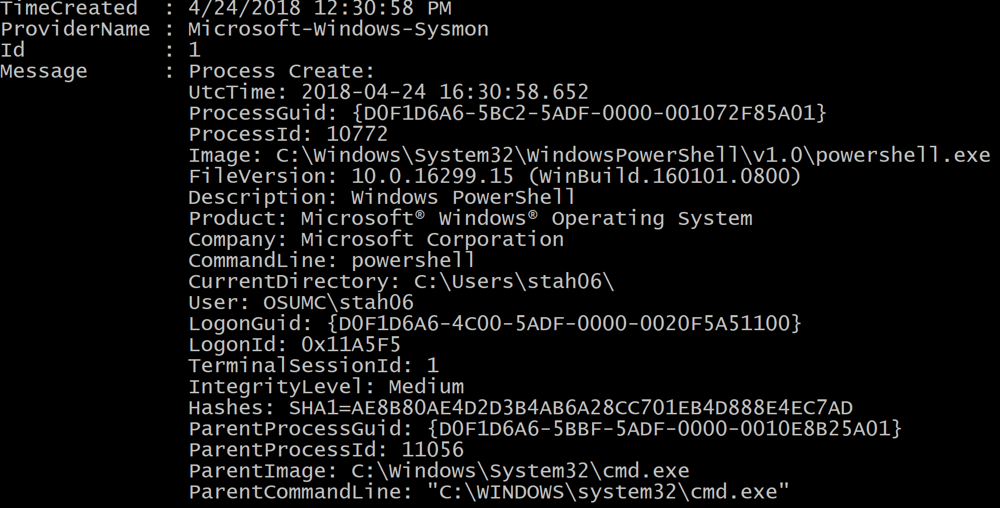 TimeCreated  : 4/24/2018 12:30:58 PM
ProviderName : Microsoft-Windows-Sysmon
Id           : 1
Message      : Process Create:
               UtcTime: 2018-04-24 16:30:58.652
               ProcessGuid: {D0F1D6A6-5BC2-5ADF-0000-001072F85A01}
               ProcessId: 10772
               Image: C:\Windows\System32\WindowsPowerShell\v1.0\powershell.exe
               FileVersion: 10.0.16299.15 (WinBuild.160101.0800)
               Description: Windows PowerShell
               Product: Microsoft® Windows® Operating System
               Company: Microsoft Corporation
               CommandLine: powershell
               CurrentDirectory: C:\Users\stah06\
               User: OSUMC\stah06
               LogonGuid: {D0F1D6A6-4C00-5ADF-0000-0020F5A51100}
               LogonId: 0x11A5F5
               TerminalSessionId: 1
               IntegrityLevel: Medium
               Hashes: SHA1=AE8B80AE4D2D3B4AB6A28CC701EB4D888E4EC7AD
               ParentProcessGuid: {D0F1D6A6-5BBF-5ADF-0000-0010E8B25A01}
               ParentProcessId: 11056
               ParentImage: C:\Windows\System32\cmd.exe
               ParentCommandLine: "C:\WINDOWS\system32\cmd.exe"